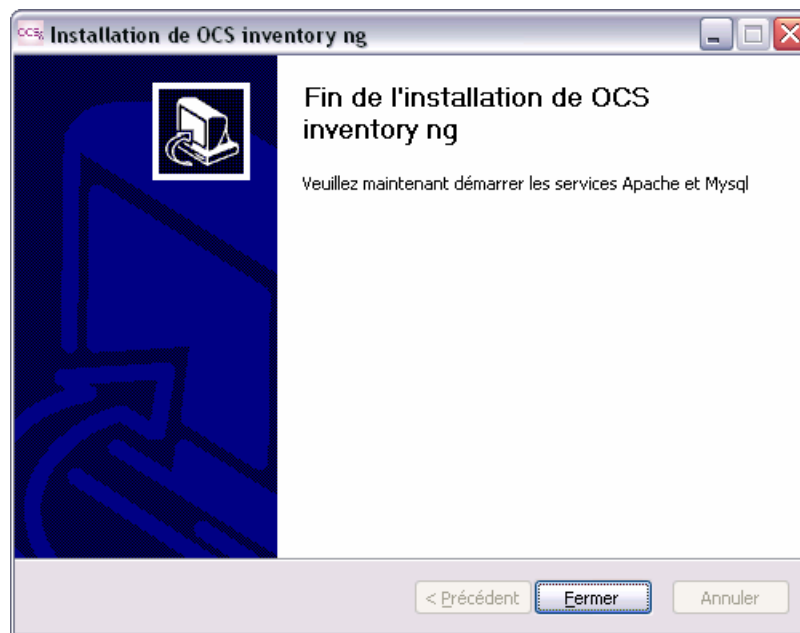 Installation de OCS inventory ng
Fin de l'installation de OCS
inventory ng
Veuillez maintenant démarrer les services Apache et Mysql
< Précédent
Fermer
Annuler